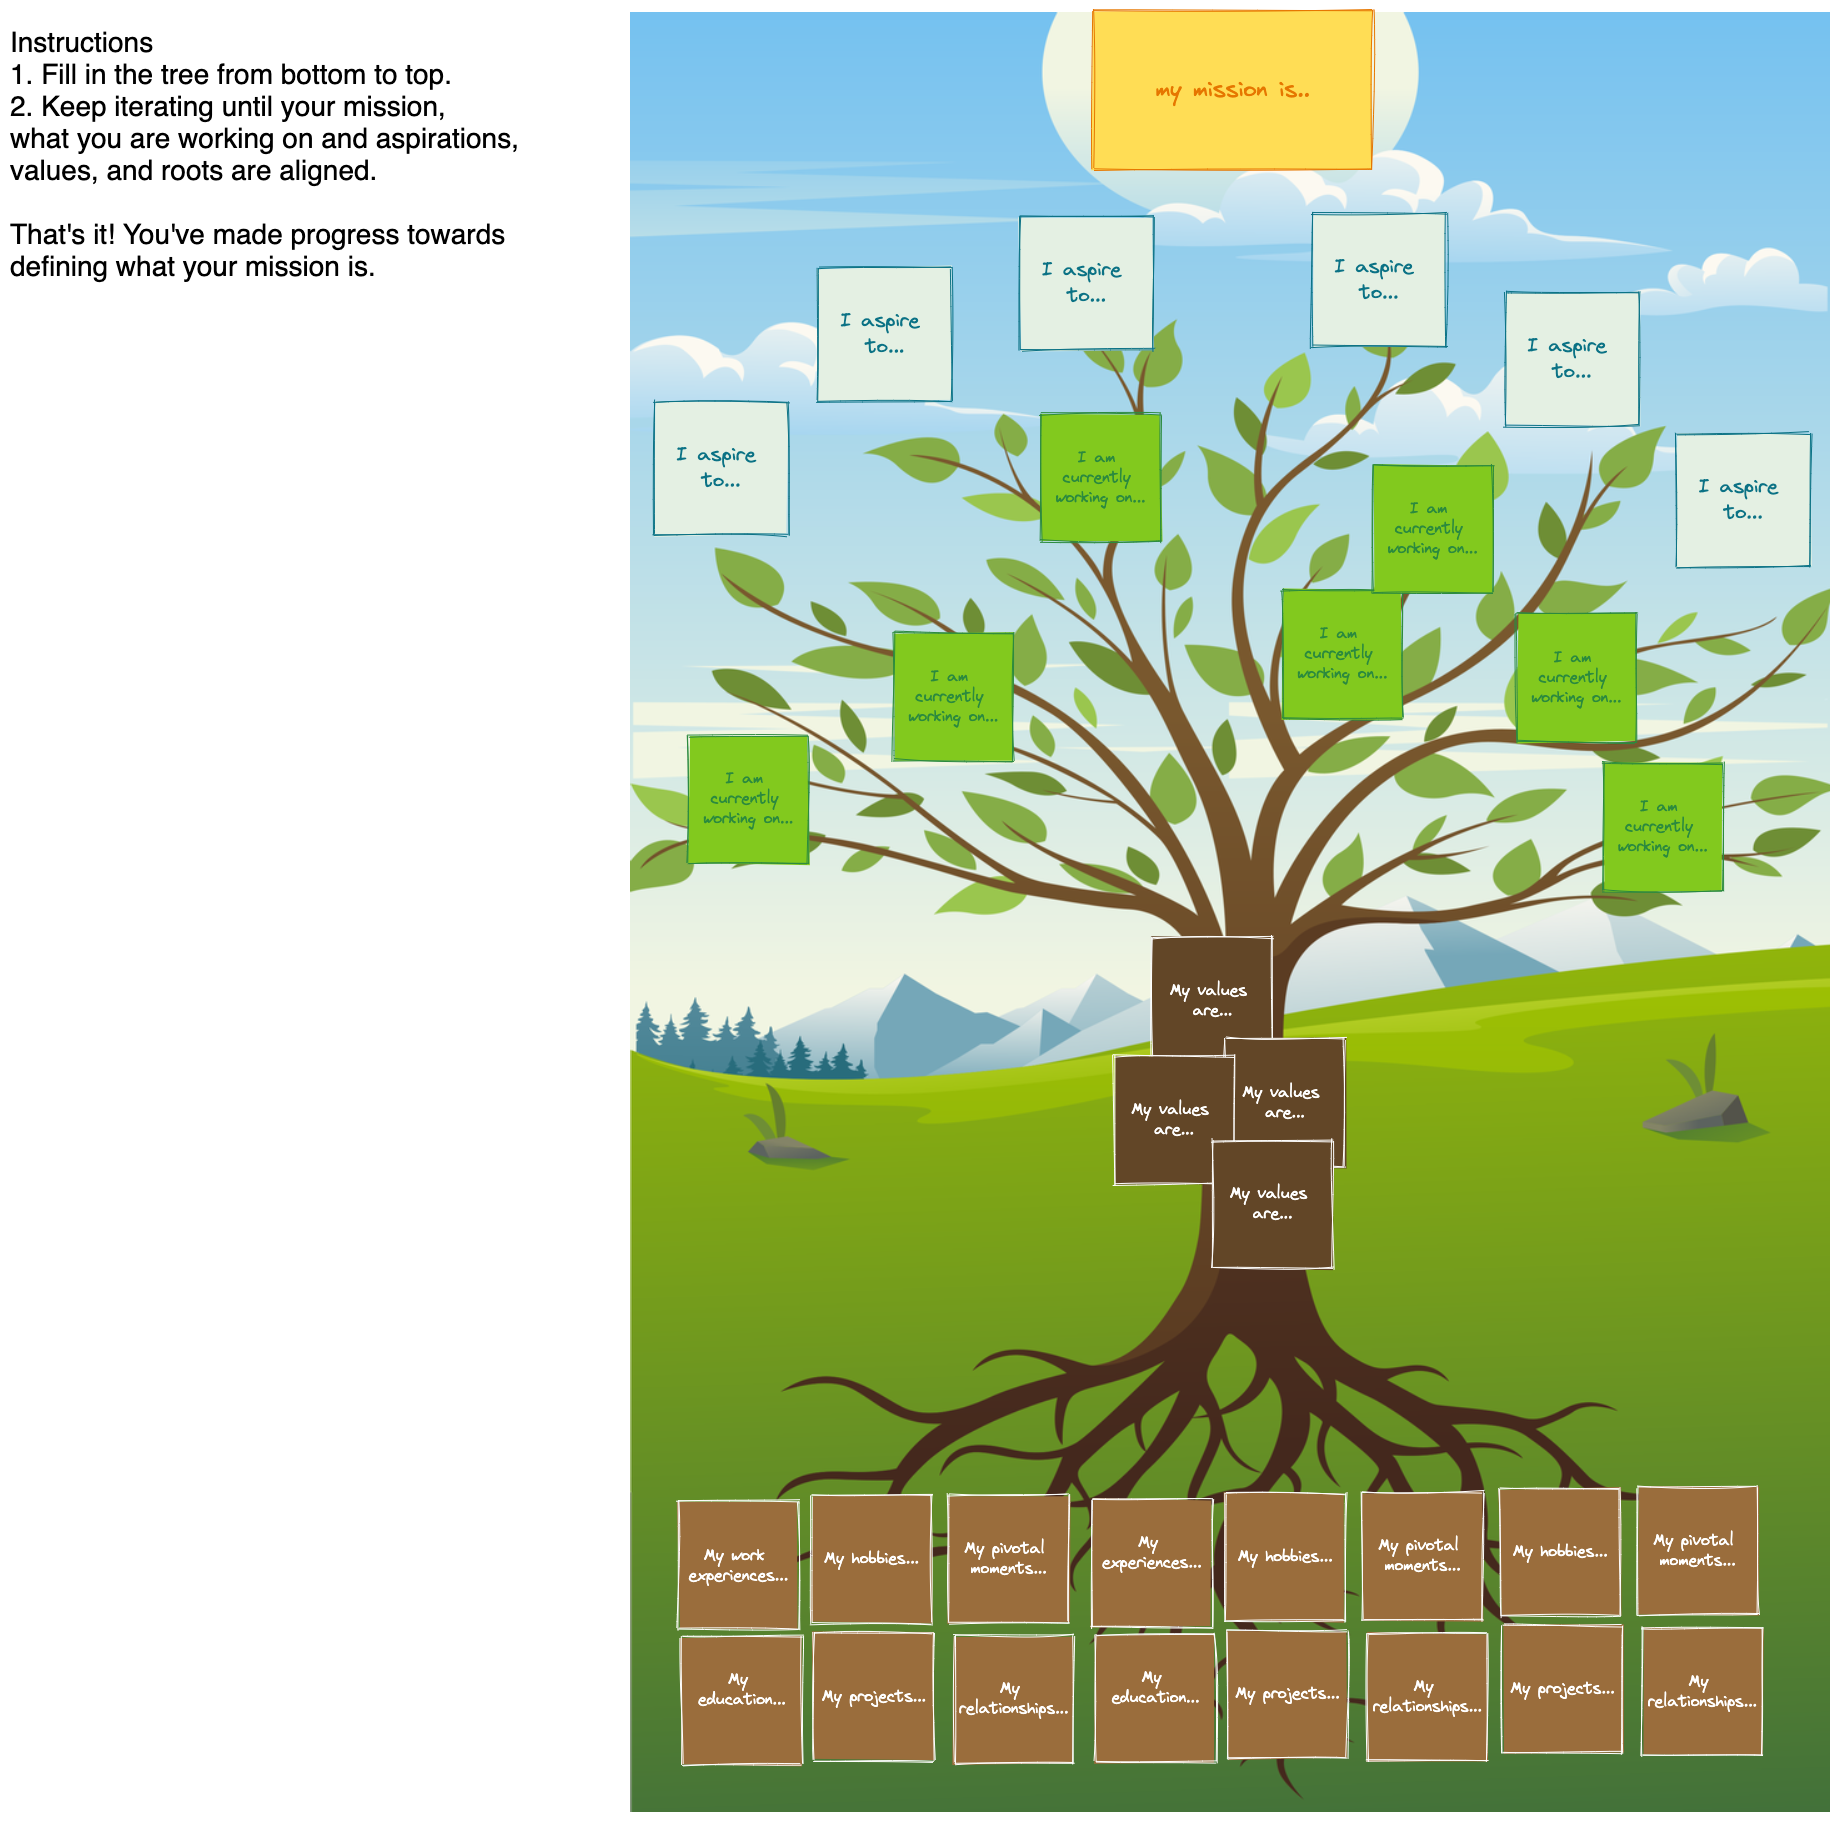 Instructions
1. Fill in the tree from bottom to top.
2. Keep iterating until your mission,
what you are working on and aspirations,
values, and roots are aligned.
That's it! You've made progress towards
defining what your mission is.
my mission is..
I aspire
to...
I aspire
to...
I aspire
to...
I aspire
to...
I aspire
to...
I aspire
to...
I am
currently
working on...
I am
currently
working on...
I am
currently
working on...
I am
currently
working on...
I am
currently
working on...
I am
currently
working on...
I am
currently
working on...
My values
are...
My values
are...
My values
are...
My values
are...
My work
experiences...
My hobbies...
My pivotal
moments...
My
experiences...
My hobbies...
My pivotal
moments...
My hobbies...
My pivotal
moments...
My
education...
My projects...
My
relationships...
My
education...
My projects...
My
relationships...
My projects...
My
relationships...